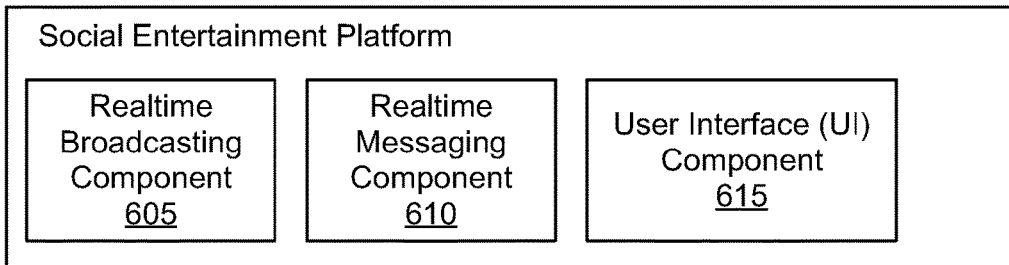 Social Entertainment Platform
Realtime
Broadcasting
Component
605
Realtime
Messaging
Component
610
User Interface (UI)
Component
615